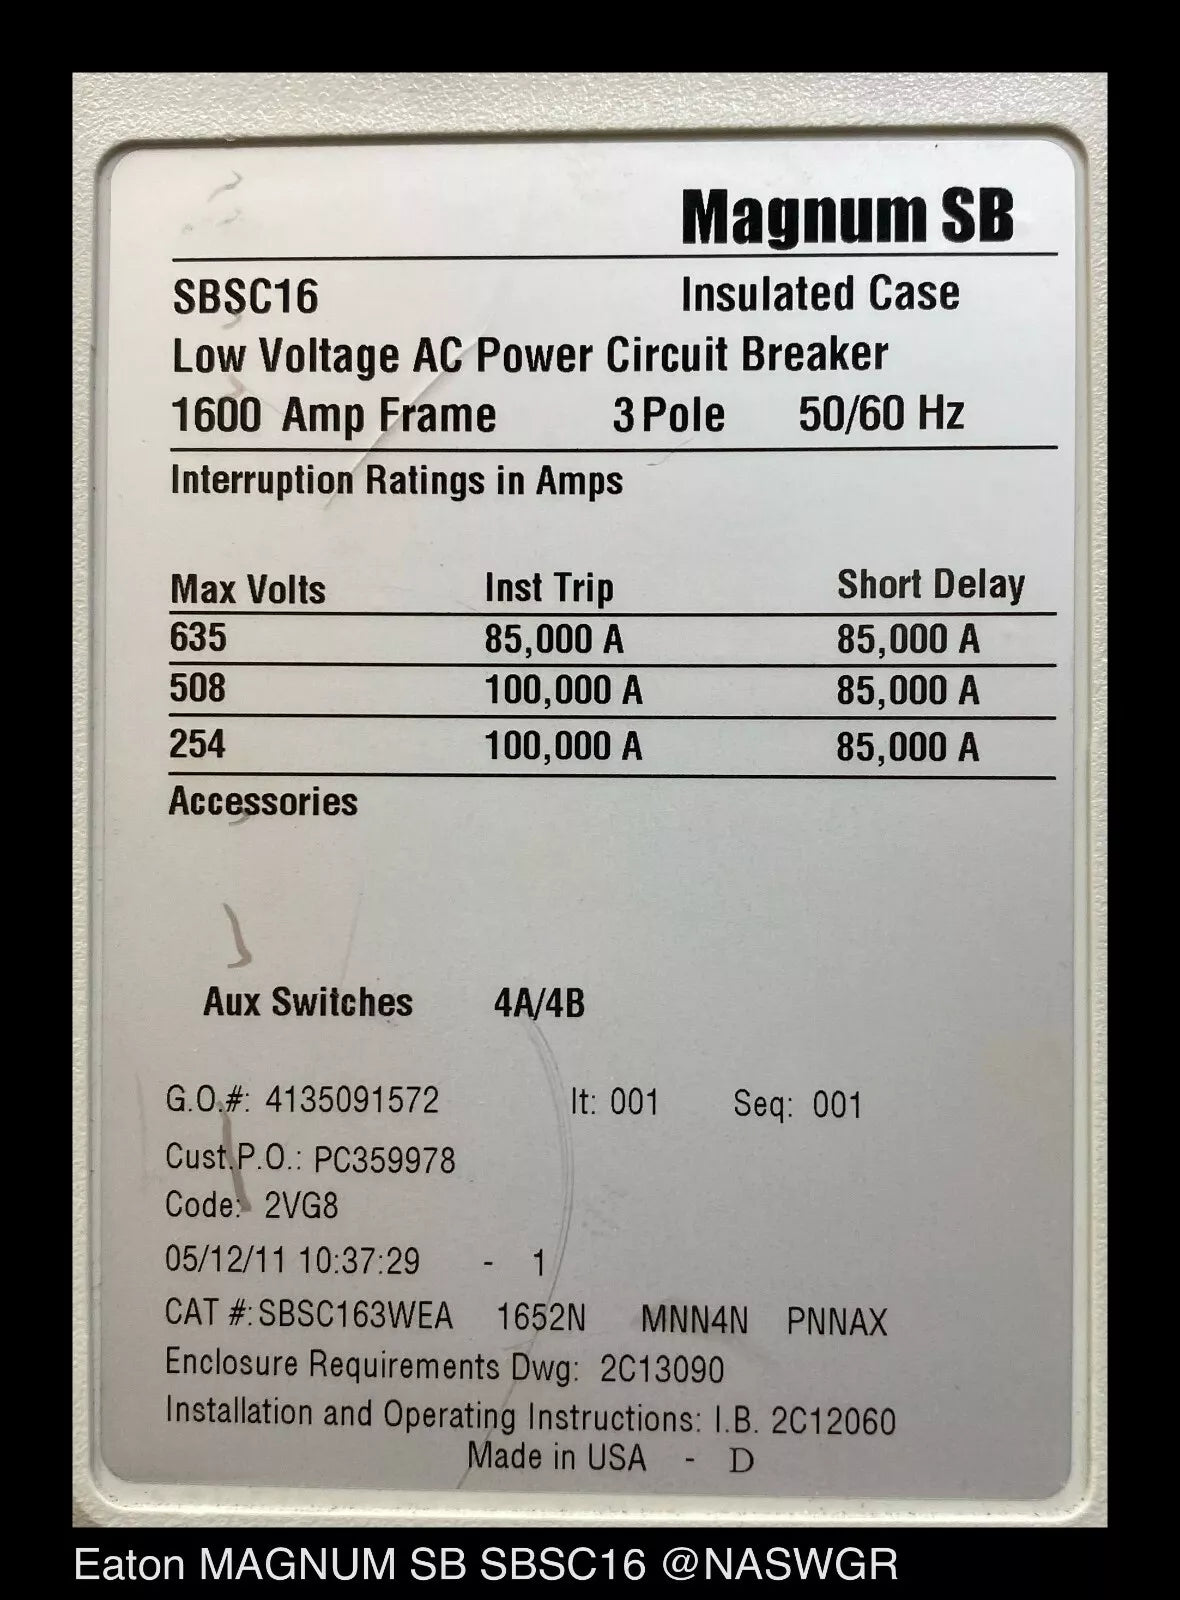 Magnum SB
SBSC16 Insulated Case
Low Voltage AC Power Circuit Breaker
1600 Amp Frame 3 Pole 50/60 Hz
Interruption Ratings in Amps
Max Volts Inst Trip Short Delay
635 85,000 A 85,000 A
508 100,000 A 85,000 A
254 100,000 A 85,000 A
Accessories
Aux Switches 4A/4B
G.O.#: 4135091572 It: 001 Seq: 001
Cust.P.O.: PC359978
Code: 2VG8
05/12/11 10:37:29 - 1
CAT #:SBSC163WEA 1652N MNN4N PNNAX
Enclosure Requirements Dwg: 2C13090
Installation and Operating Instructions: I.B. 2C12060
Made in USA - D
Eaton MAGNUM SB SBSC16 @NASWGR